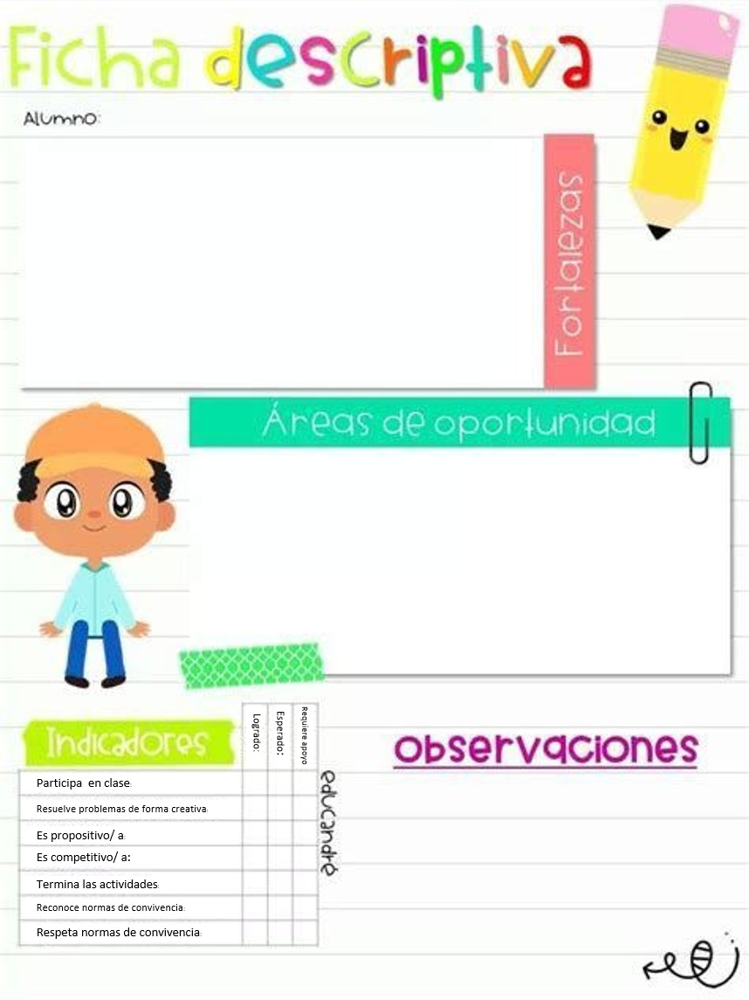 Ficha descriptiva
Alumno:
Fortalezas
Áreas de oportunidad
Indicadores
Logrado:
Esperado:
Requiere apoyo
Participa en clase:
Resuelve problemas de forma creativa:
Es propositivo/ a:
Es competitivo/ a:
Termina las actividades:
Reconoce normas de convivencia:
Respeta normas de convivencia:
educandré
observaciones